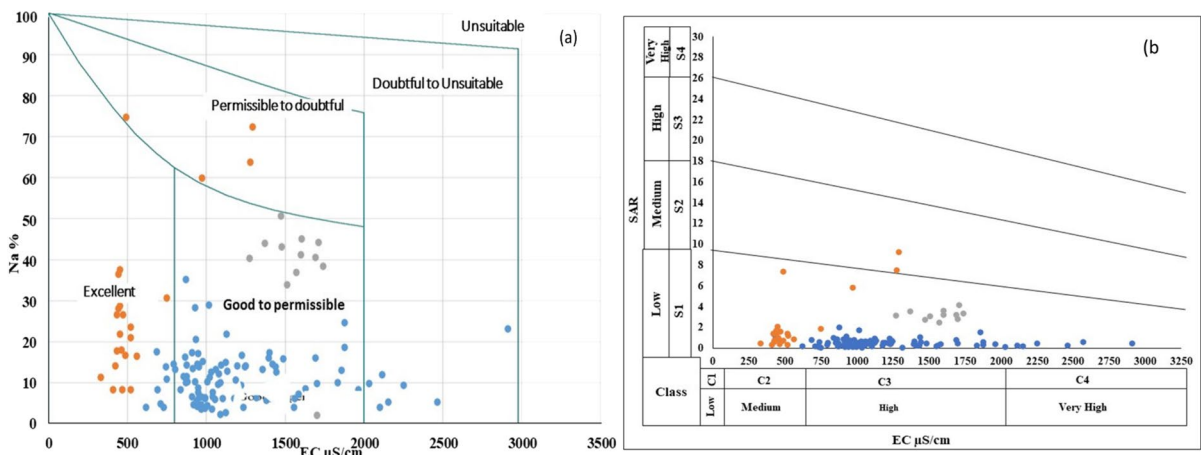 (a)
Unsuitable
Doubtful to Unsuitable
Permissible to doubtful
Excellent
Good to permissible
Na %
100
90
80
70
60
50
40
30
20
10
0
0 500 1000 1500 2000 2500 3000 3500
EC µS/cm
(b)
SAR
Very High S4
High S3
Medium S2
Low S1
30
28
26
24
22
20
18
16
14
12
10
8
6
4
2
0
0 250 500 750 1000 1250 1500 1750 2000 2250 2500 2750 3000 3250
Class
C1 C2 C3 C4
Low Medium High Very High
EC µS/cm